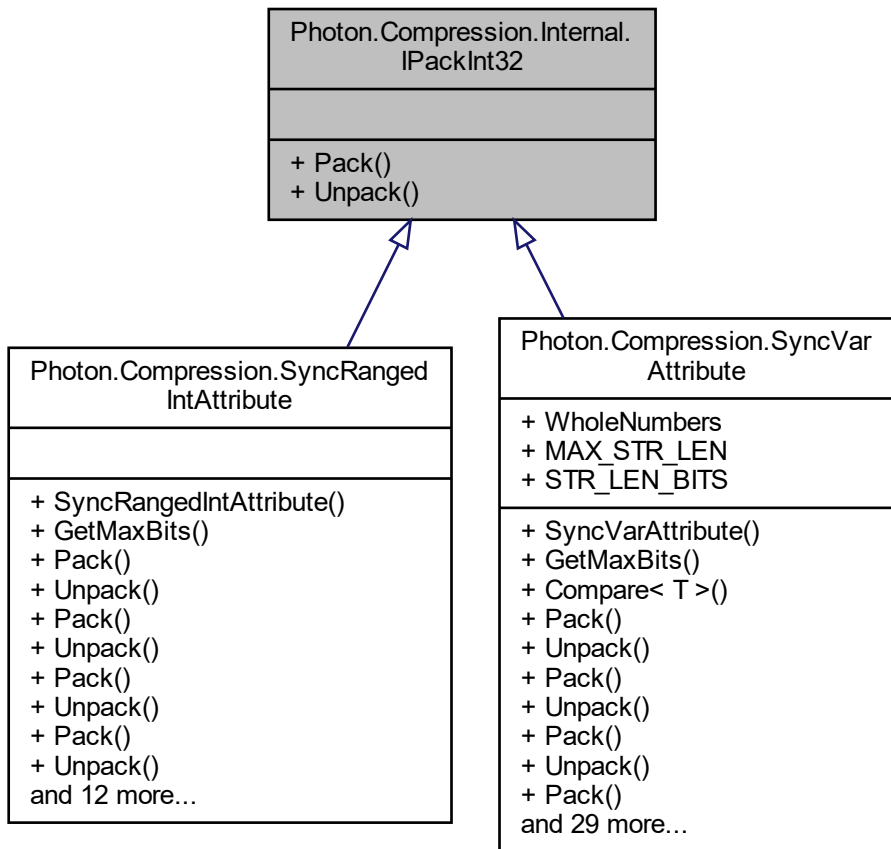 Photon.Compression.Internal.
IPackInt32
+ Pack()
+ Unpack()
Photon.Compression.SyncRanged
IntAttribute
+ SyncRangedIntAttribute()
+ GetMaxBits()
+ Pack()
+ Unpack()
+ Pack()
+ Unpack()
+ Pack()
+ Unpack()
+ Pack()
+ Unpack()
and 12 more...
Photon.Compression.SyncVar
Attribute
+ WholeNumbers
+ MAX_STR_LEN
+ STR_LEN_BITS
+ SyncVarAttribute()
+ GetMaxBits()
+ Compare< T >()
+ Pack()
+ Unpack()
+ Pack()
+ Unpack()
+ Pack()
+ Unpack()
+ Pack()
and 29 more...